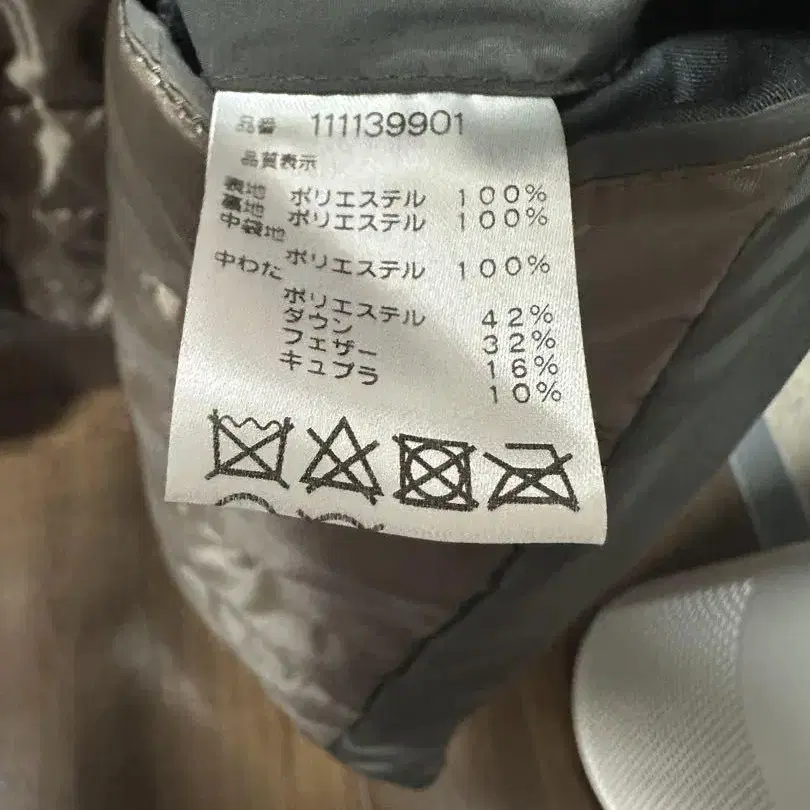 品番 111139901
品質表示
表地 ポリエステル 100%
裏地 ポリエステル 100%
中袋地 ポリエステル 100%
中わた ポリエステル 42%
ダウン 32%
フェザー 16%
キュプラ 10%